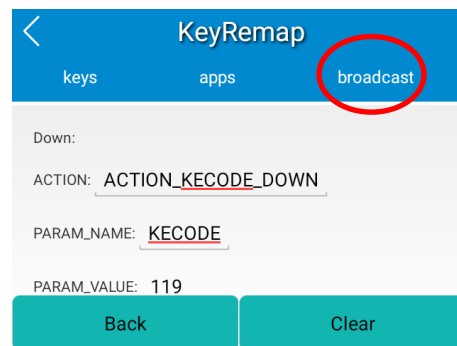 KeyRemap
keys apps broadcast
Down:
ACTION: ACTION_KECODE_DOWN
PARAM_NAME: KECODE
PARAM_VALUE: 119
Back Clear